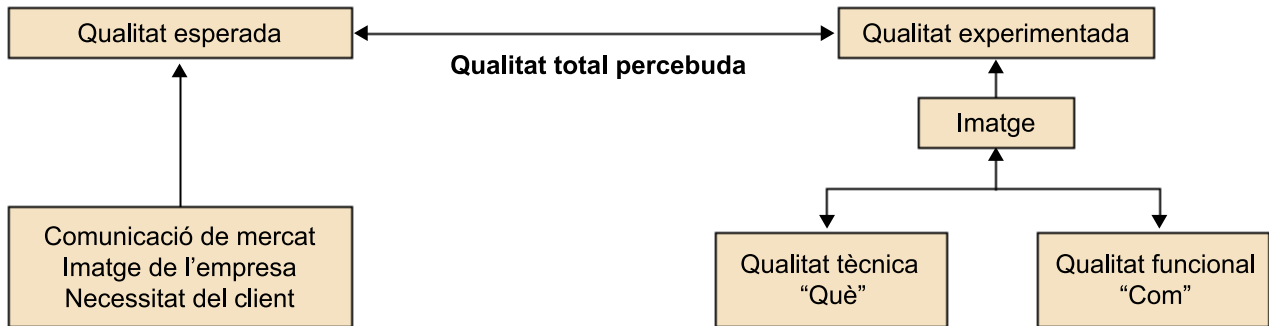 Qualitat esperada
Qualitat experimentada
Qualitat total percebuda
Imatge
Comunicació de mercat
Imatge de l’empresa
Necessitat del client
Qualitat tècnica
“Què”
Qualitat funcional
“Com”